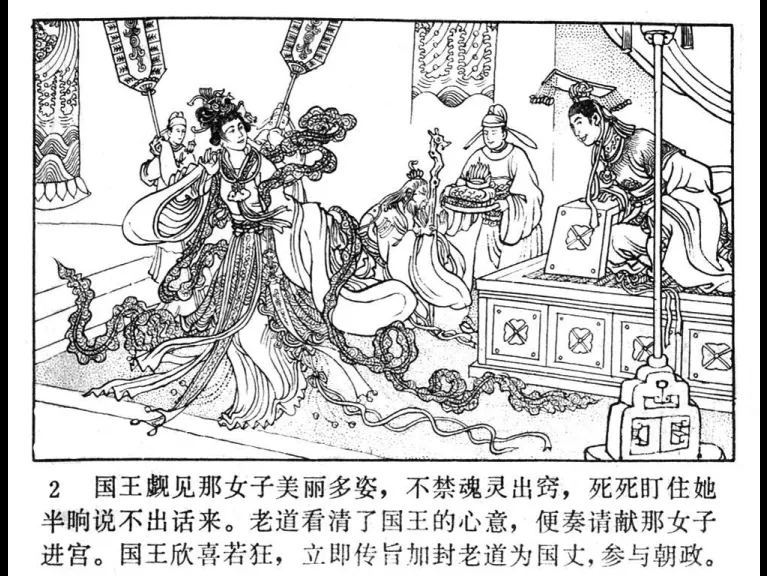 2 国王觑见那女子美丽多姿，不禁魂灵出窍，死死盯住她
半晌说不出话来。老道看清了国王的心意，便奏请献那女子
进宫。国王欣喜若狂，立即传旨加封老道为国丈，参与朝政。